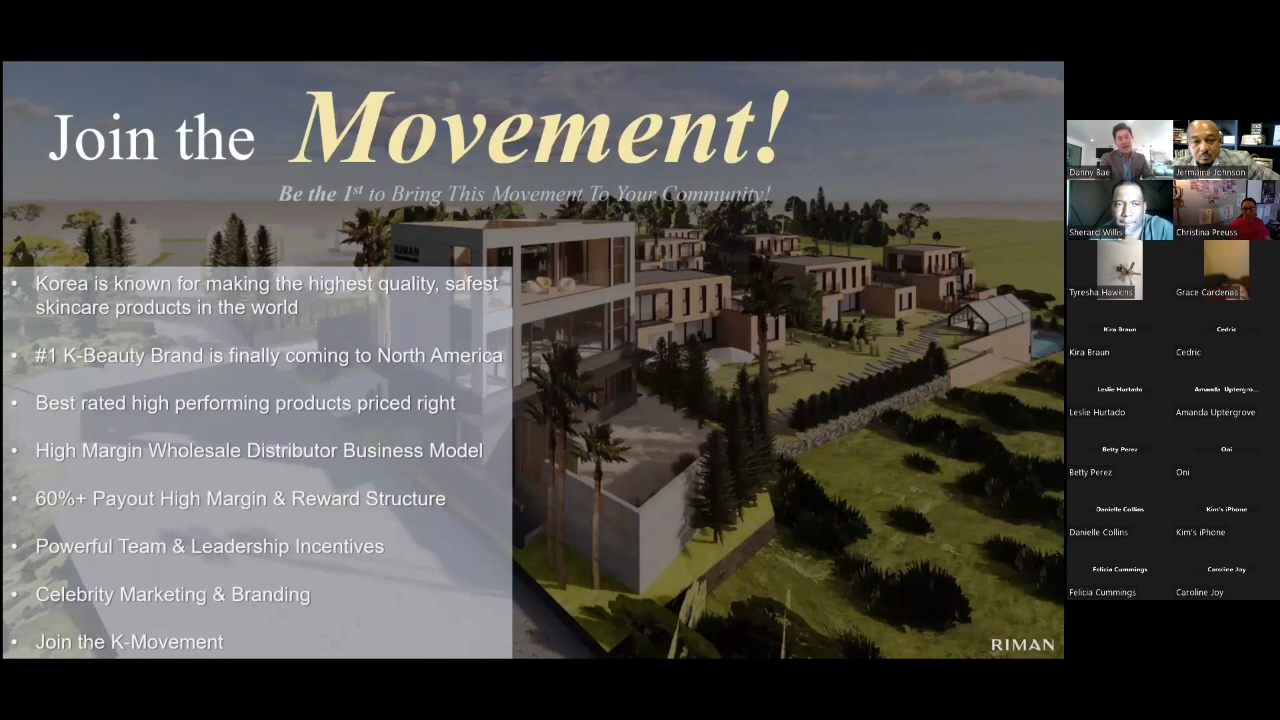 Join the Movement!
Be the 1st to Bring This Movement To Your Community!
RIMAN
• Korea is known for making the highest quality, safest
skincare products in the world
• #1 K-Beauty Brand is finally coming to North America
• Best rated high performing products priced right
• High Margin Wholesale Distributor Business Model
• 60%+ Payout High Margin & Reward Structure
• Powerful Team & Leadership Incentives
• Celebrity Marketing & Branding
• Join the K-Movement
RIMAN
Danny Bae
Jermaine Johnson
Sherard Willis
Christina Preuss
Tyresha Hawkins
Grace Cardenas
Kira Braun
Cedric
Kira Braun
Cedric
Leslie Hurtado
Amanda Uptergro...
Leslie Hurtado
Amanda Uptergrove
Betty Perez
Oni
Betty Perez
Oni
Danielle Collins
Kim's iPhone
Danielle Collins
Kim's iPhone
Felicia Cummings
Caroline Joy
Felicia Cummings
Caroline Joy